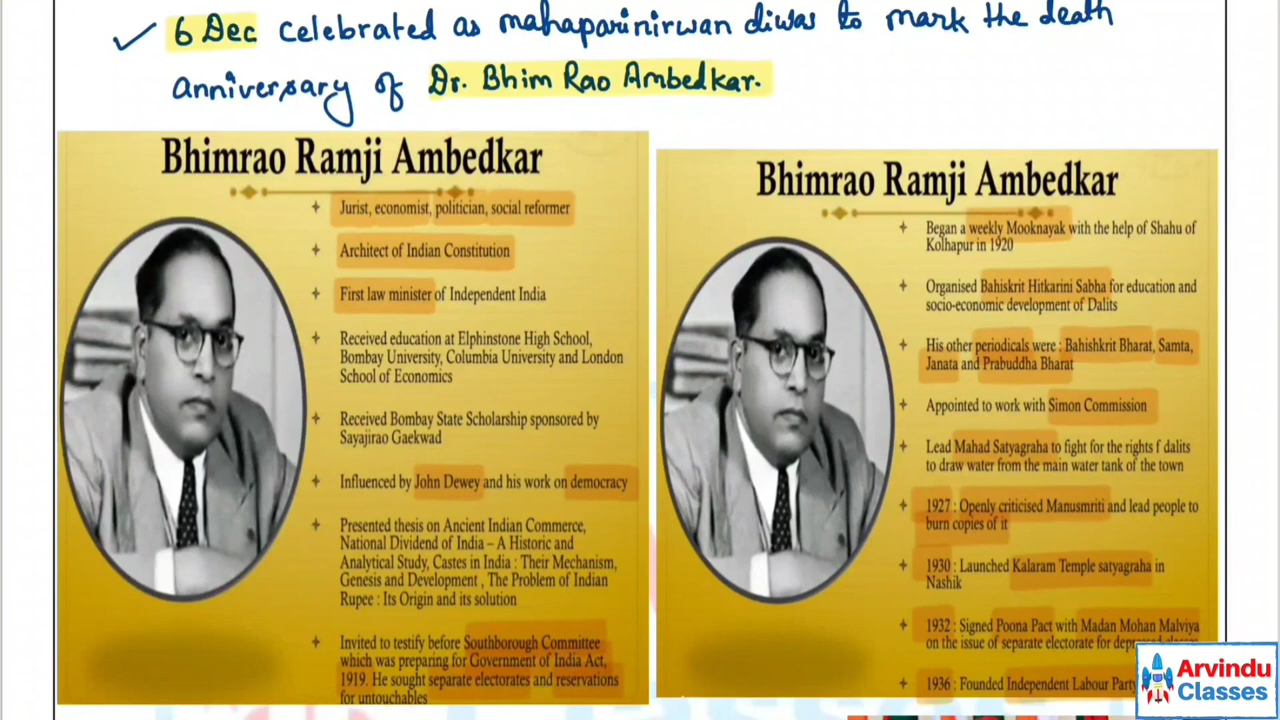 6 Dec celebrated as mahaparinirwan diwas to mark the death
anniversary of Dr. Bhim Rao Ambedkar.
Bhimrao Ramji Ambedkar
Jurist, economist, politician, social reformer
Architect of Indian Constitution
First law minister of Independent India
Received education at Elphinstone High School,
Bombay University, Columbia University and London
School of Economics
Received Bombay State Scholarship sponsored by
Sayajirao Gaekwad
Influenced by John Dewey and his work on democracy
Presented thesis on Ancient Indian Commerce,
National Dividend of India – A Historic and
Analytical Study, Castes in India : Their Mechanism,
Genesis and Development , The Problem of Indian
Rupee : Its Origin and its solution
Invited to testify before Southborough Committee
which was preparing for Government of India Act,
1919. He sought separate electorates and reservations
for untouchables
Bhimrao Ramji Ambedkar
Began a weekly Mooknayak with the help of Shahu of
Kolhapur in 1920
Organised Bahiskrit Hitkarini Sabha for education and
socio-economic development of Dalits
His other periodicals were : Bahishkrit Bharat, Samta,
Janata and Prabuddha Bharat
Appointed to work with Simon Commission
Lead Mahad Satyagraha to fight for the rights f dalits
to draw water from the main water tank of the town
1927 : Openly criticised Manusmriti and lead people to
burn copies of it
1930 : Launched Kalaram Temple satyagraha in
Nashik
1932 : Signed Poona Pact with Madan Mohan Malviya
on the issue of separate electorate for
1936 : Founded Independent Labour Party
Arvindu
Classes